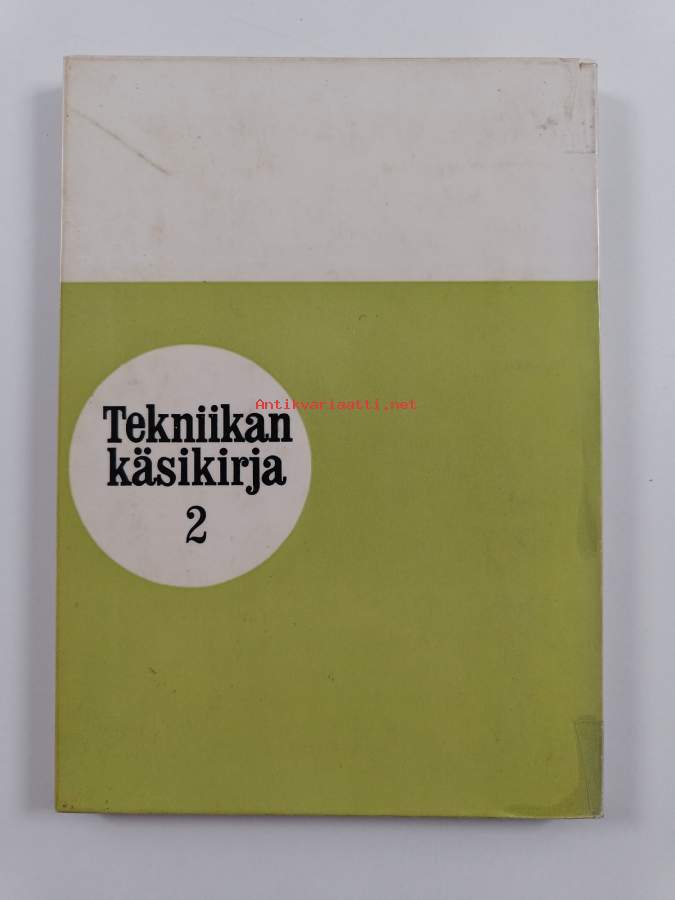 Antikvariaatti.net
Tekniikan
käsikirja
2